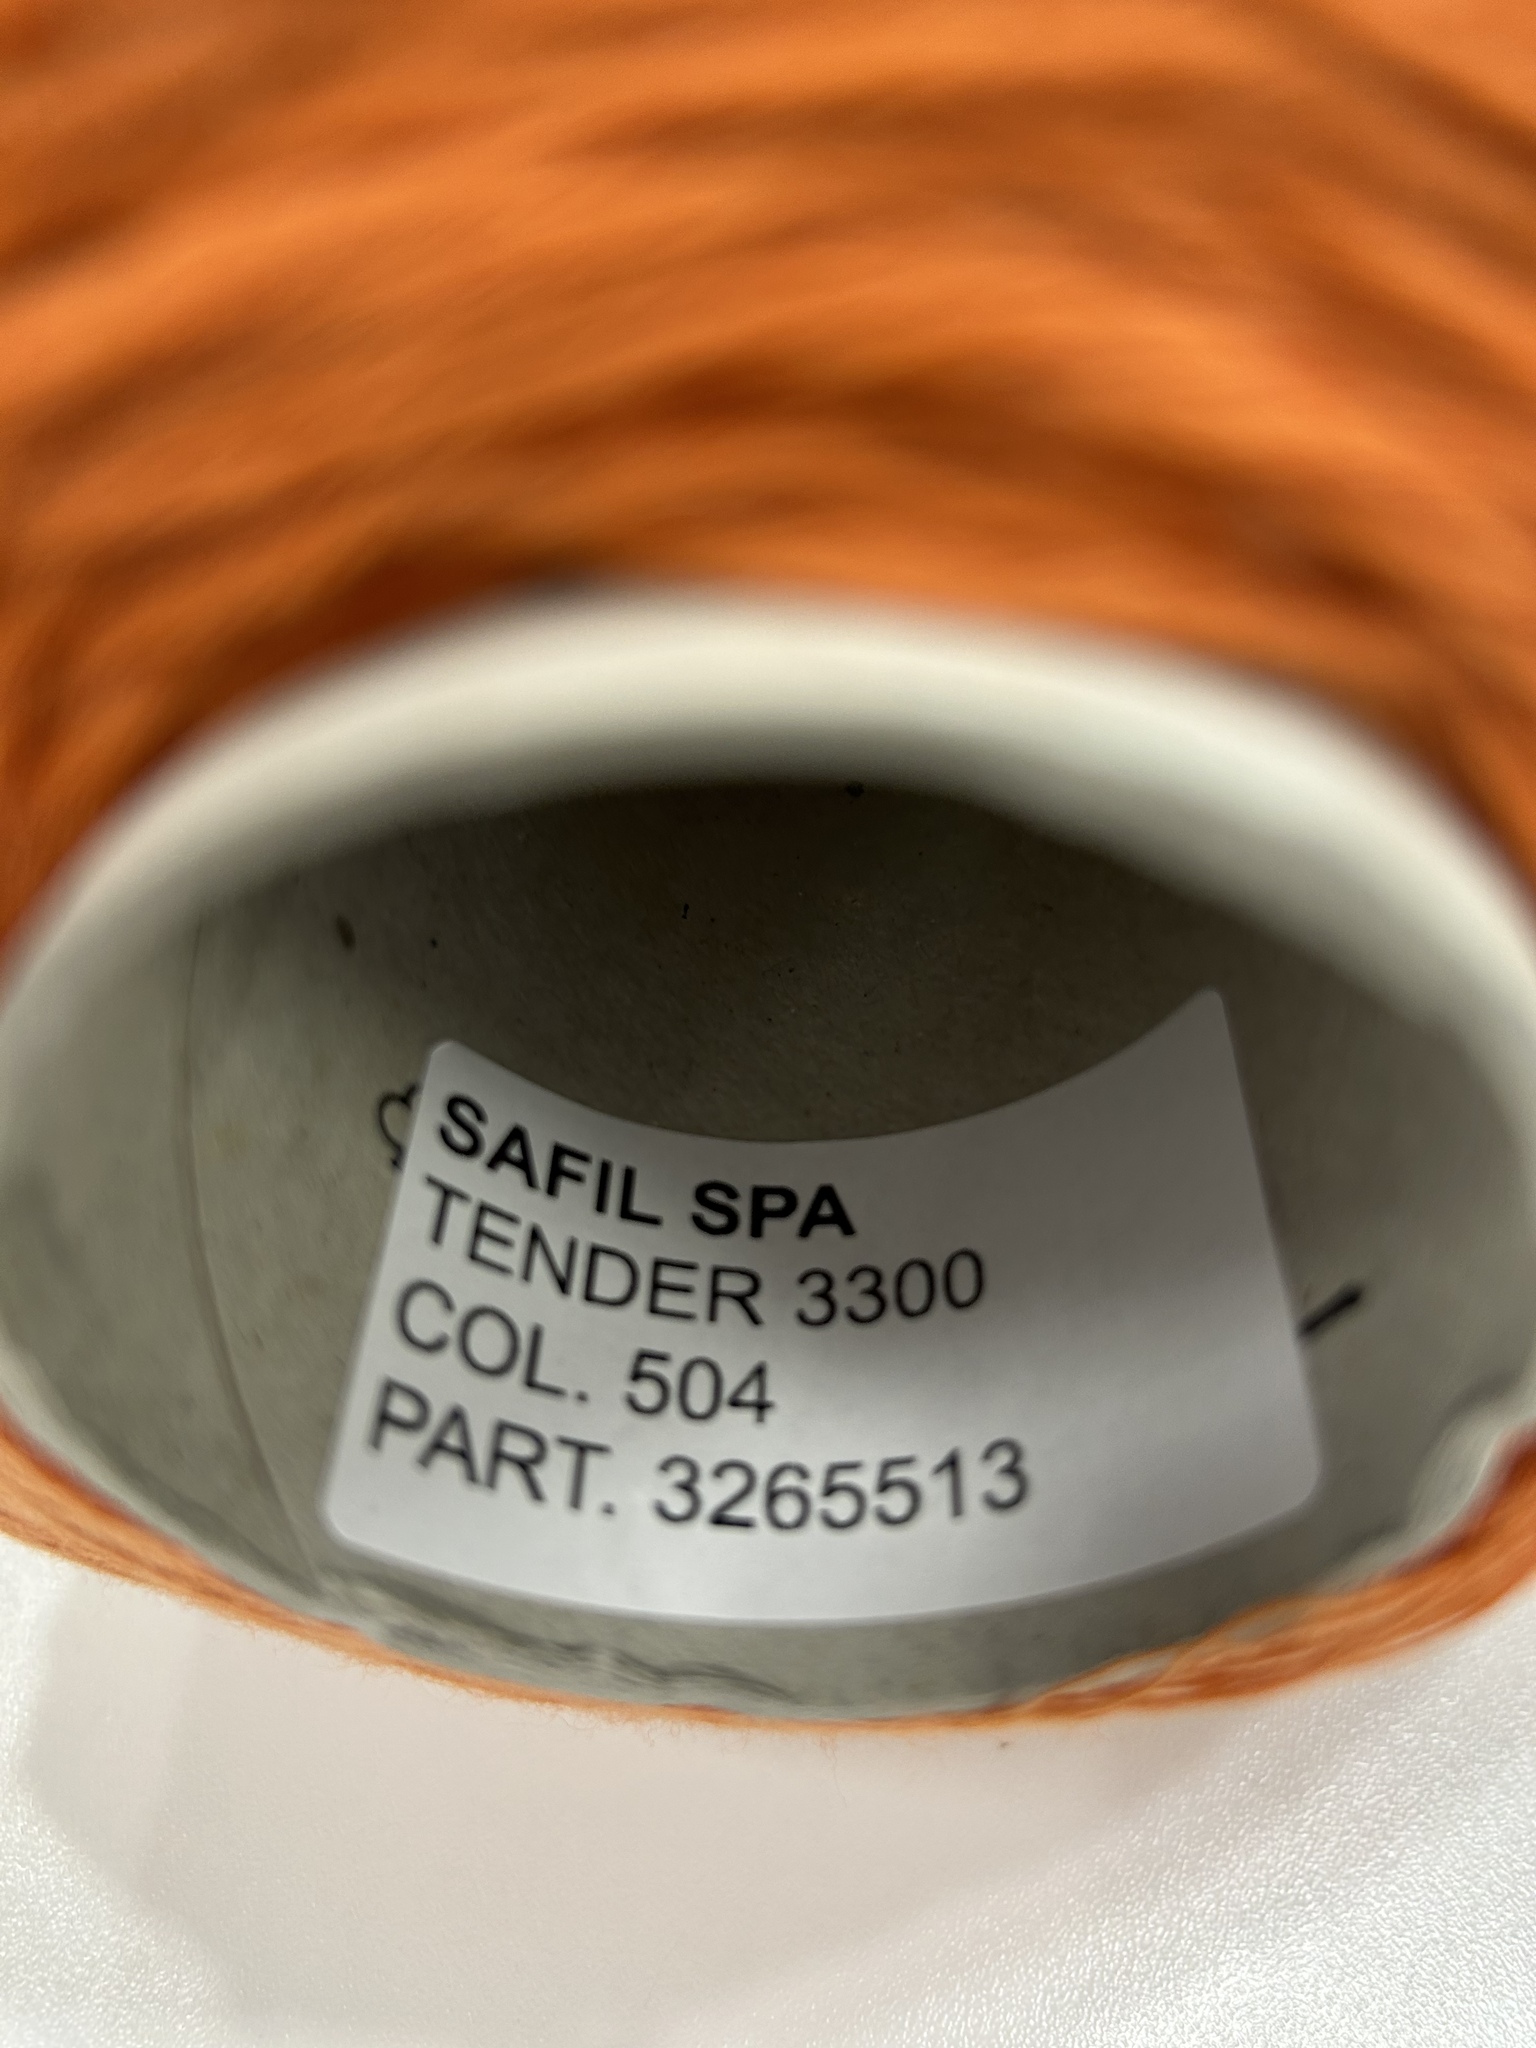 SAFIL SPA
TENDER 3300
COL. 504
PART. 3265513